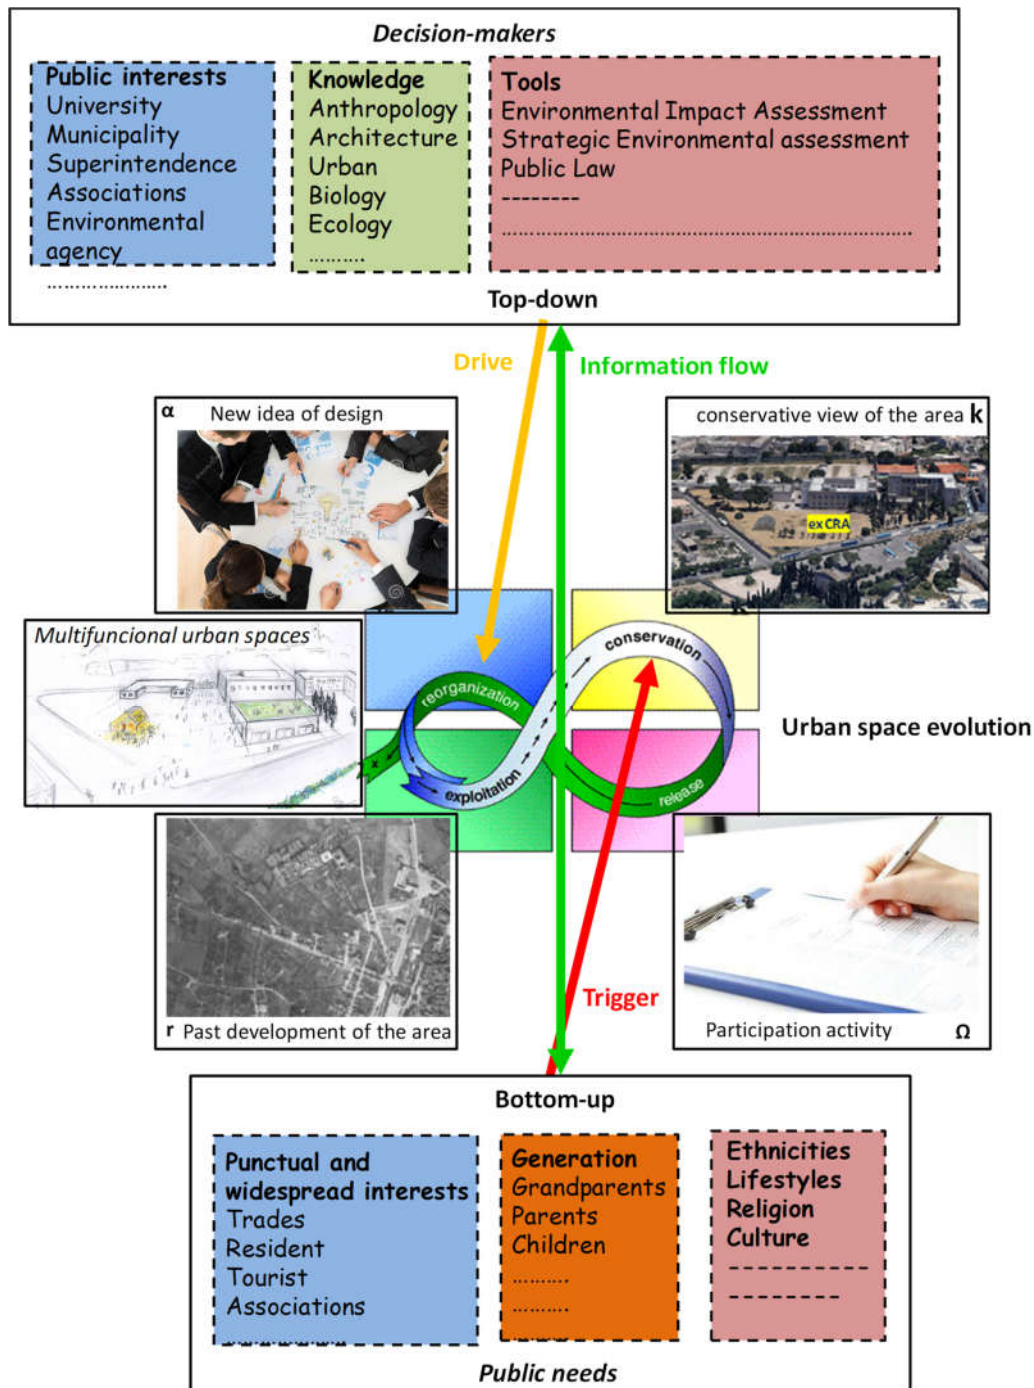 Decision-makers
Public interests
University
Municipality
Superintendence
Associations
Environmental
agency
.....................
Knowledge
Anthropology
Architecture
Urban
Biology
Ecology
..........
Tools
Environmental Impact Assessment
Strategic Environmental assessment
Public Law
--------
..........................................................................
Top-down
Drive
Information flow
α New idea of design
conservative view of the area k
ex CRA
Multifuncional urban spaces
reorganization
conservation
x
exploitation
release
Urban space evolution
r Past development of the area
Trigger
Participation activity Ω
Bottom-up
Punctual and
widespread interests
Trades
Resident
Tourist
Associations
.....................
Generation
Grandparents
Parents
Children
..........
..........
..........
Ethnicities
Lifestyles
Religion
Culture
----------
--------
Public needs